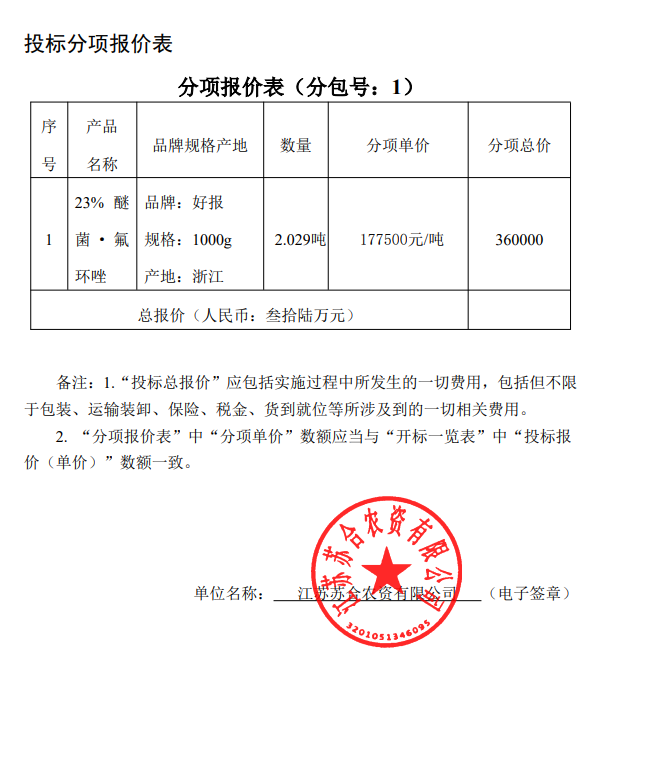 投标分项报价表
分项报价表（分包号：1）
序号 产品名称 品牌规格产地 数量 分项单价 分项总价
1 23% 醚菌•氟环唑 品牌：好报 规格：1000g 产地：浙江 2.029吨 177500元/吨 360000
总报价（人民币：叁拾陆万元）
备注：1.“投标总报价”应包括实施过程中所发生的一切费用，包括但不限
于包装、运输装卸、保险、税金、货到就位等所涉及到的一切相关费用。
2. “分项报价表”中“分项单价”数额应当与“开标一览表”中“投标报
价（单价）”数额一致。
江苏苏合农资有限公司
单位名称： 江苏苏合农资有限公司 （电子签章）
3201051346095